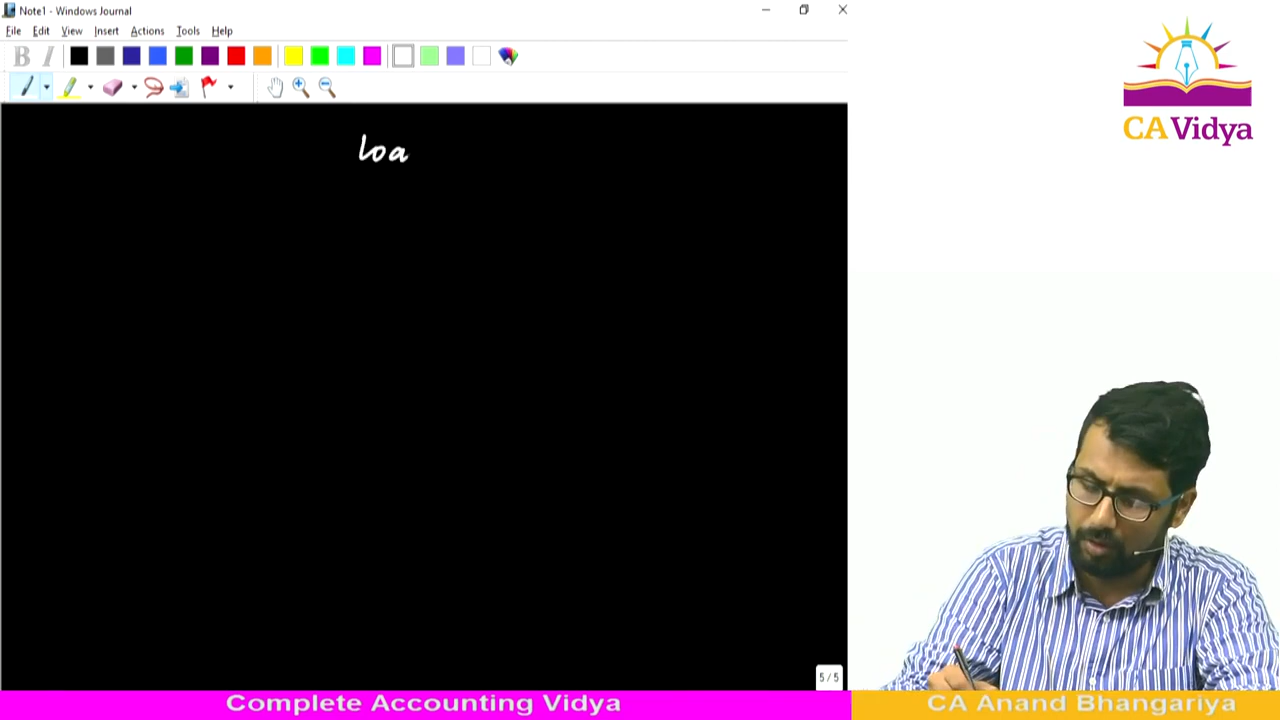 Note1 - Windows Journal
File Edit View Insert Actions Tools Help
B I
loa
5 / 5
CA Vidya
Complete Accounting Vidya
CA Anand Bhangariya